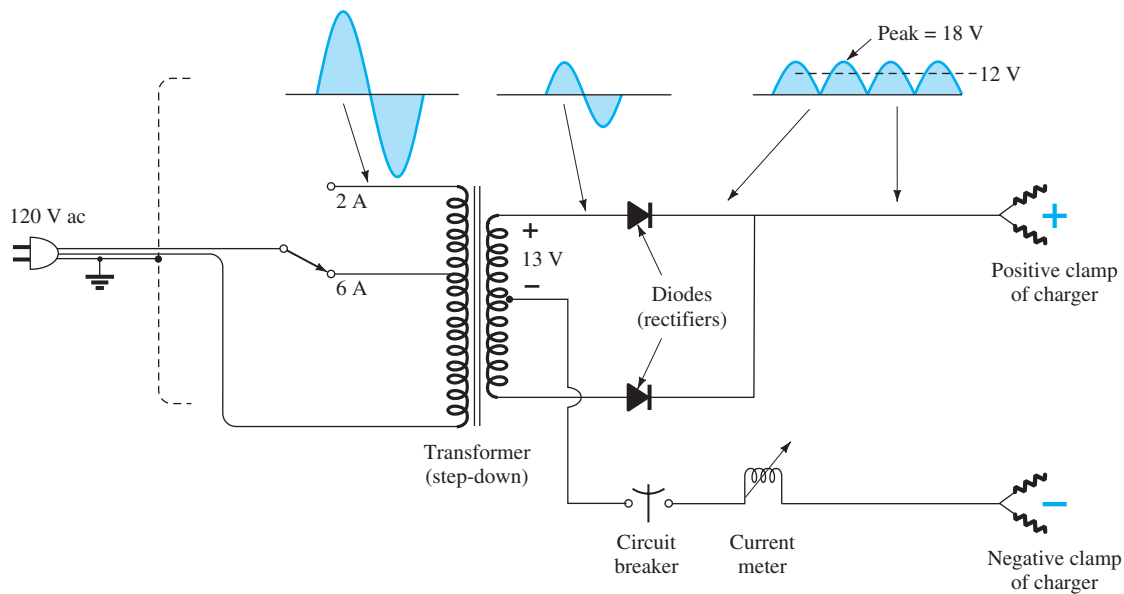 Peak = 18 V
12 V
120 V ac
2 A
6 A
+
13 V
−
Diodes
(rectifiers)
+
Positive clamp
of charger
Transformer
(step-down)
Circuit
breaker
Current
meter
−
Negative clamp
of charger